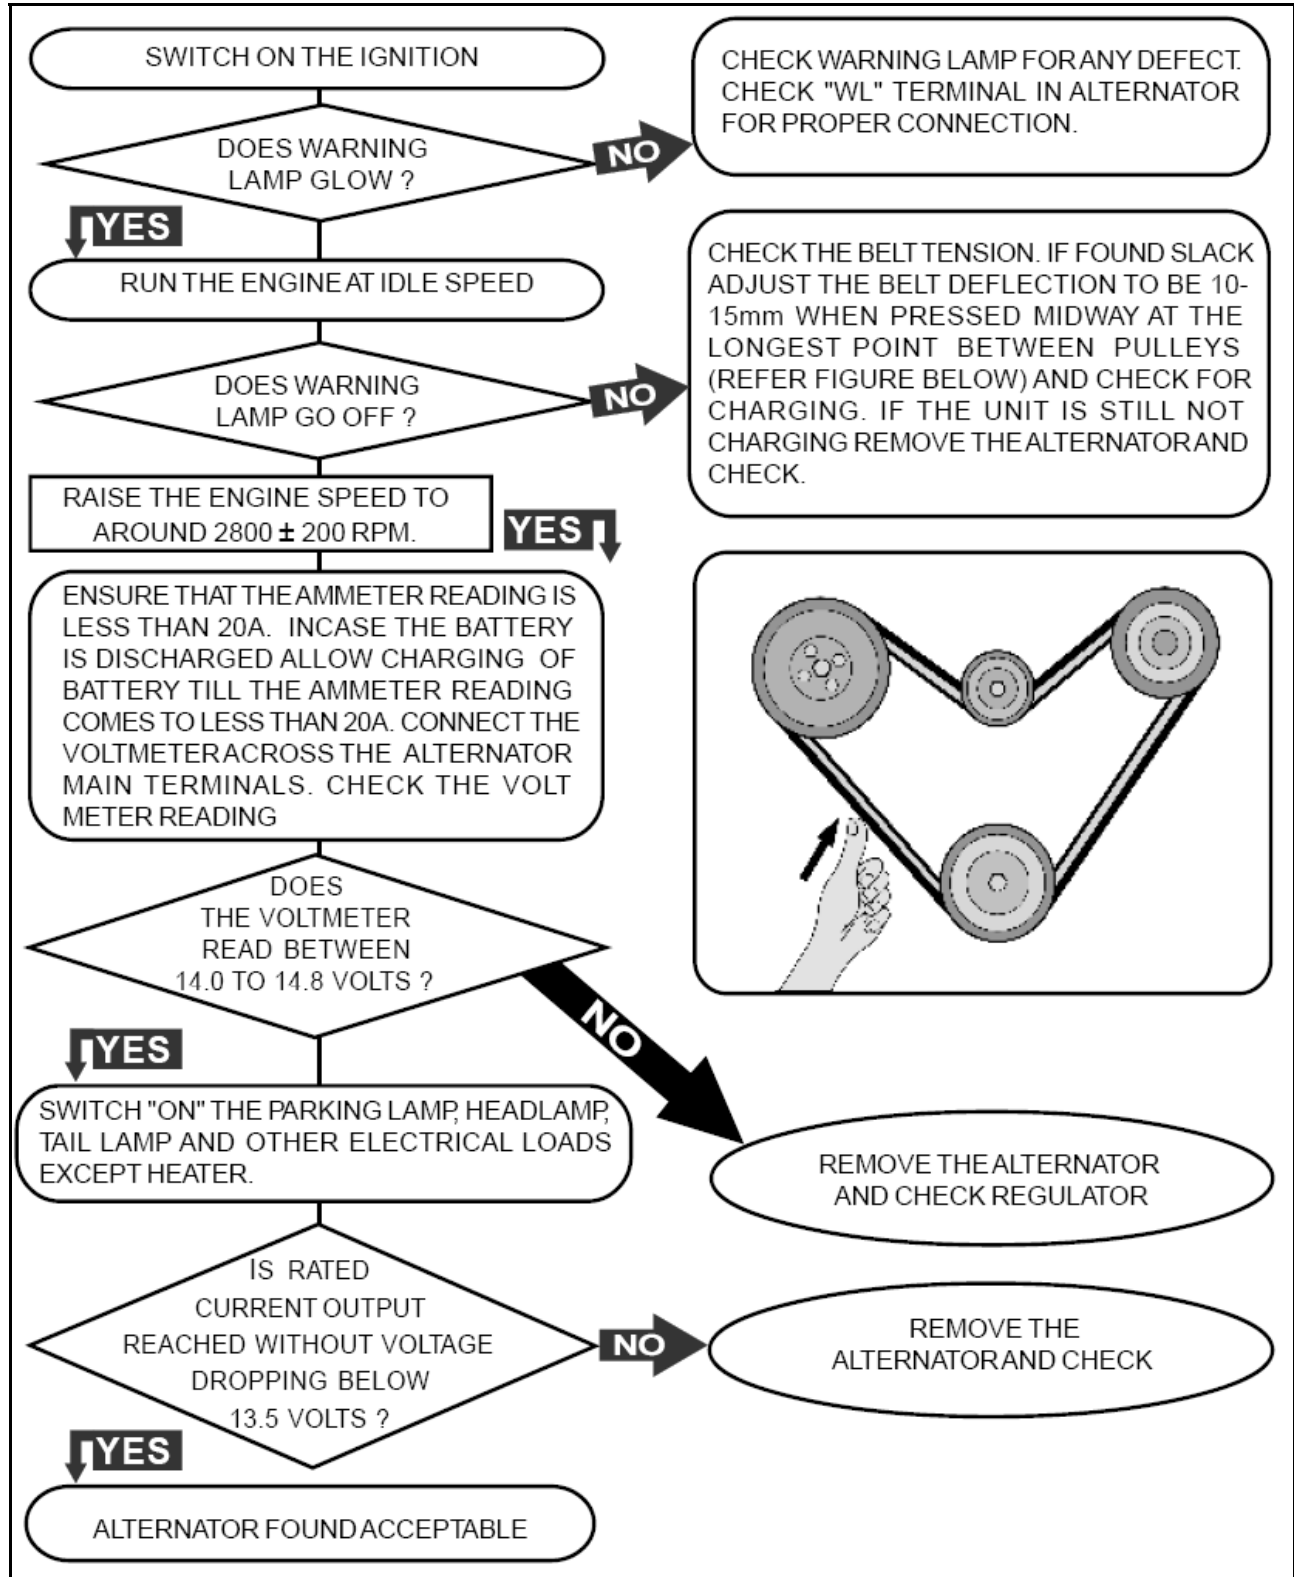 SWITCH ON THE IGNITION
DOES WARNING
LAMP GLOW ?
NO
CHECK WARNING LAMP FOR ANY DEFECT.
CHECK "WL" TERMINAL IN ALTERNATOR
FOR PROPER CONNECTION.
YES
RUN THE ENGINE AT IDLE SPEED
DOES WARNING
LAMP GO OFF ?
NO
CHECK THE BELT TENSION. IF FOUND SLACK
ADJUST THE BELT DEFLECTION TO BE 10-
15mm WHEN PRESSED MIDWAY AT THE
LONGEST POINT BETWEEN PULLEYS
(REFER FIGURE BELOW) AND CHECK FOR
CHARGING. IF THE UNIT IS STILL NOT
CHARGING REMOVE THE ALTERNATOR AND
CHECK.
RAISE THE ENGINE SPEED TO
AROUND 2800 ± 200 RPM.
YES
ENSURE THAT THE AMMETER READING IS
LESS THAN 20A. INCASE THE BATTERY
IS DISCHARGED ALLOW CHARGING OF
BATTERY TILL THE AMMETER READING
COMES TO LESS THAN 20A. CONNECT THE
VOLTMETER ACROSS THE ALTERNATOR
MAIN TERMINALS. CHECK THE VOLT
METER READING
DOES
THE VOLTMETER
READ BETWEEN
14.0 TO 14.8 VOLTS ?
NO
YES
SWITCH "ON" THE PARKING LAMP, HEADLAMP,
TAIL LAMP AND OTHER ELECTRICAL LOADS
EXCEPT HEATER.
REMOVE THE ALTERNATOR
AND CHECK REGULATOR
IS RATED
CURRENT OUTPUT
REACHED WITHOUT VOLTAGE
DROPPING BELOW
13.5 VOLTS ?
NO
REMOVE THE
ALTERNATOR AND CHECK
YES
ALTERNATOR FOUND ACCEPTABLE